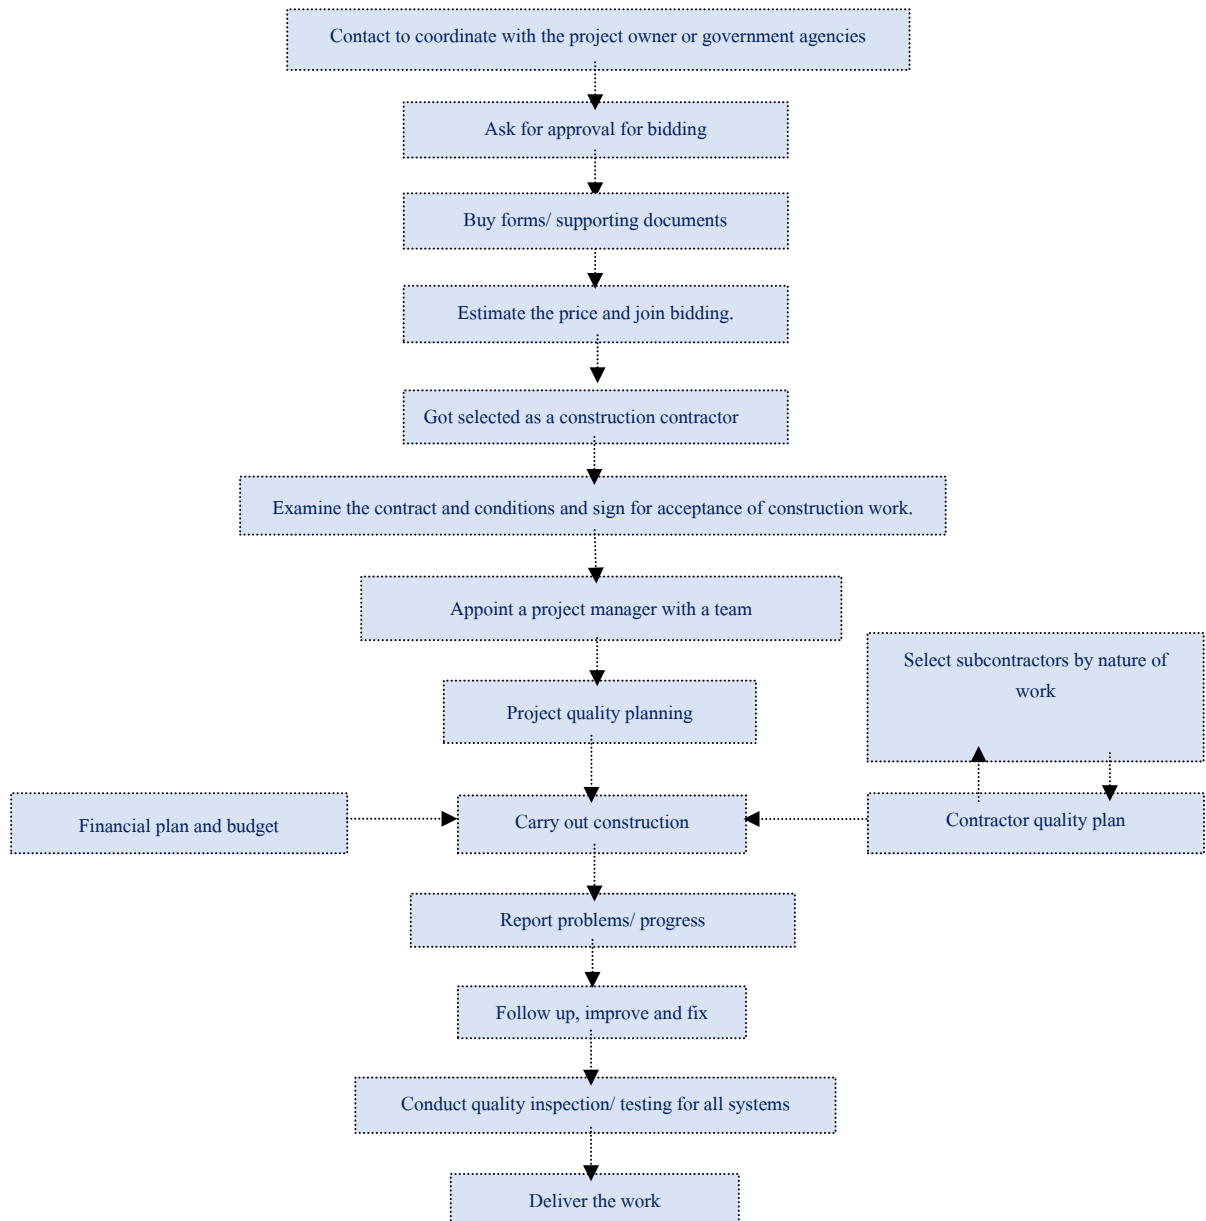 Contact to coordinate with the project owner or government agencies
Ask for approval for bidding
Buy forms/ supporting documents
Estimate the price and join bidding.
Got selected as a construction contractor
Examine the contract and conditions and sign for acceptance of construction work.
Appoint a project manager with a team
Select subcontractors by nature of
work
Project quality planning
Financial plan and budget
Carry out construction
Contractor quality plan
Report problems/ progress
Follow up, improve and fix
Conduct quality inspection/ testing for all systems
Deliver the work